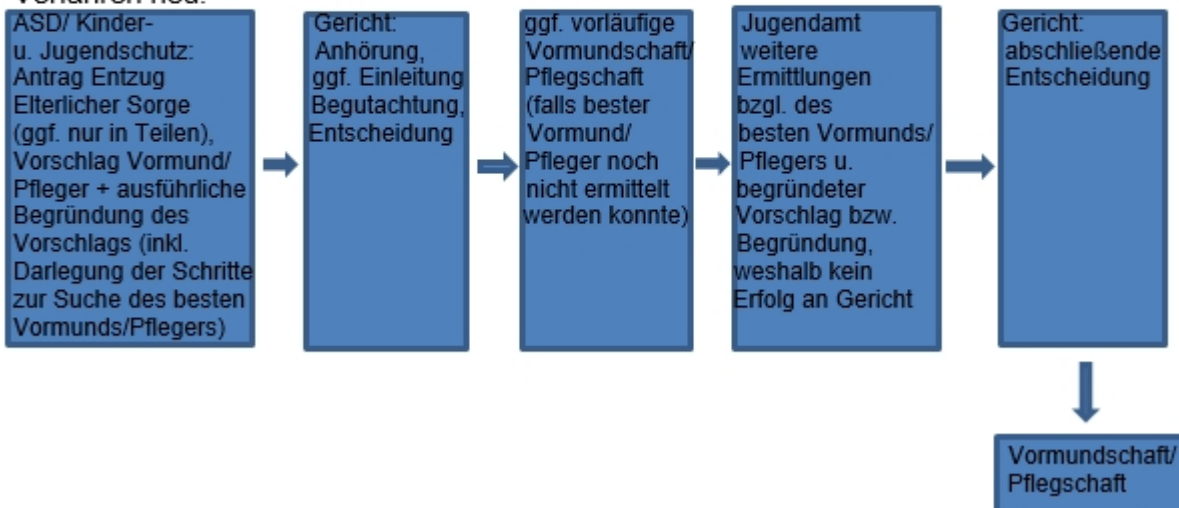 Verfahren neu:
ASD/ Kinder-
u. Jugendschutz:
Antrag Entzug
Elterlicher Sorge
(ggf. nur in Teilen),
Vorschlag Vormund/
Pfleger + ausführliche
Begründung des
Vorschlags (inkl.
Darlegung der Schritte
zur Suche des besten
Vormunds/Pflegers)
Gericht:
Anhörung,
ggf. Einleitung
Begutachtung,
Entscheidung
ggf. vorläufige
Vormundschaft/
Pflegschaft
(falls bester
Vormund/
Pfleger noch
nicht ermittelt
werden konnte)
Jugendamt
weitere
Ermittlungen
bzgl. des
besten Vormunds/
Pflegers u.
begründeter
Vorschlag bzw.
Begründung,
weshalb kein
Erfolg an Gericht
Gericht:
abschließende
Entscheidung
Vormundschaft/
Pflegschaft